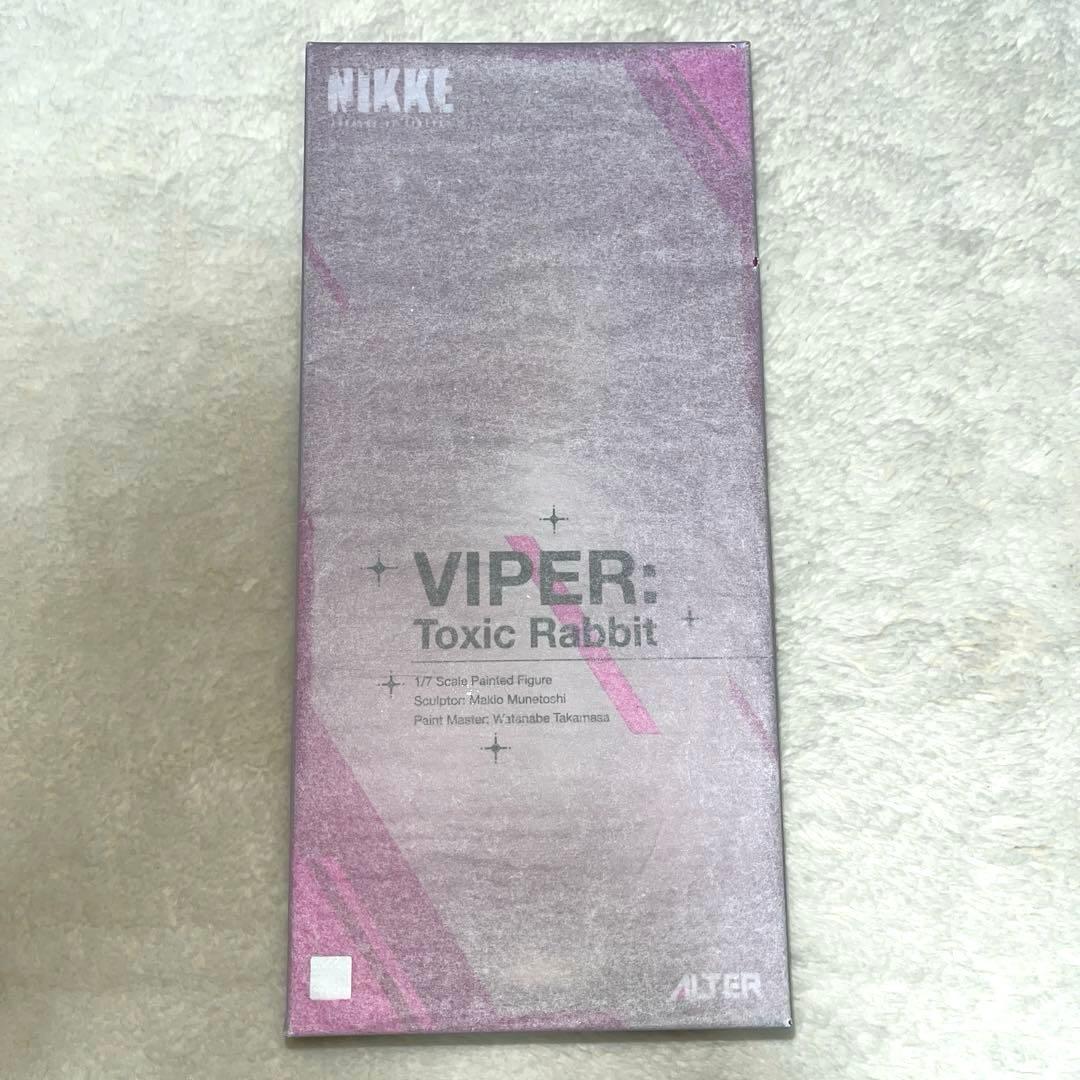 NIKKE
VIPER:
Toxic Rabbit
1/7 Scale Painted Figure
Sculptor: Makio Munetoshi
Paint Master: Watanabe Takamasa
ALTER